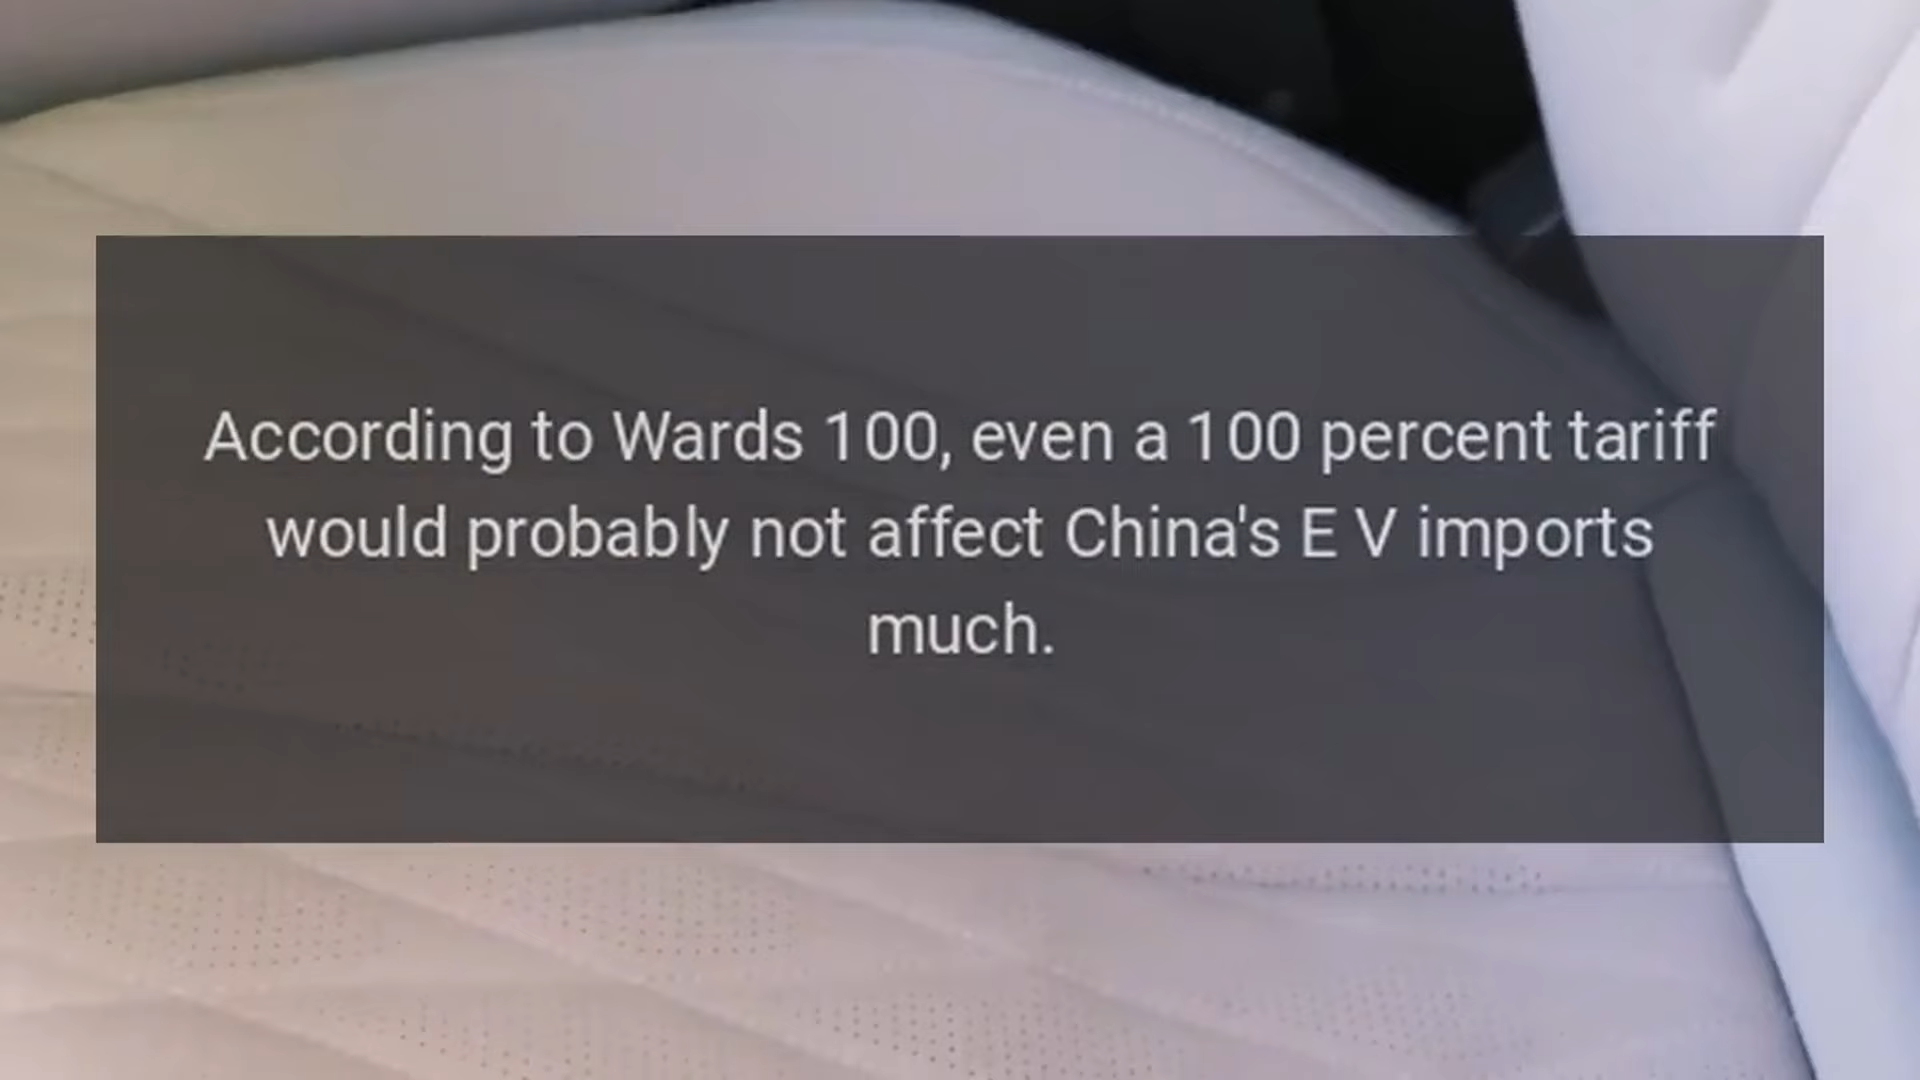 According to Wards 100, even a 100 percent tariff
would probably not affect China's E V imports
much.